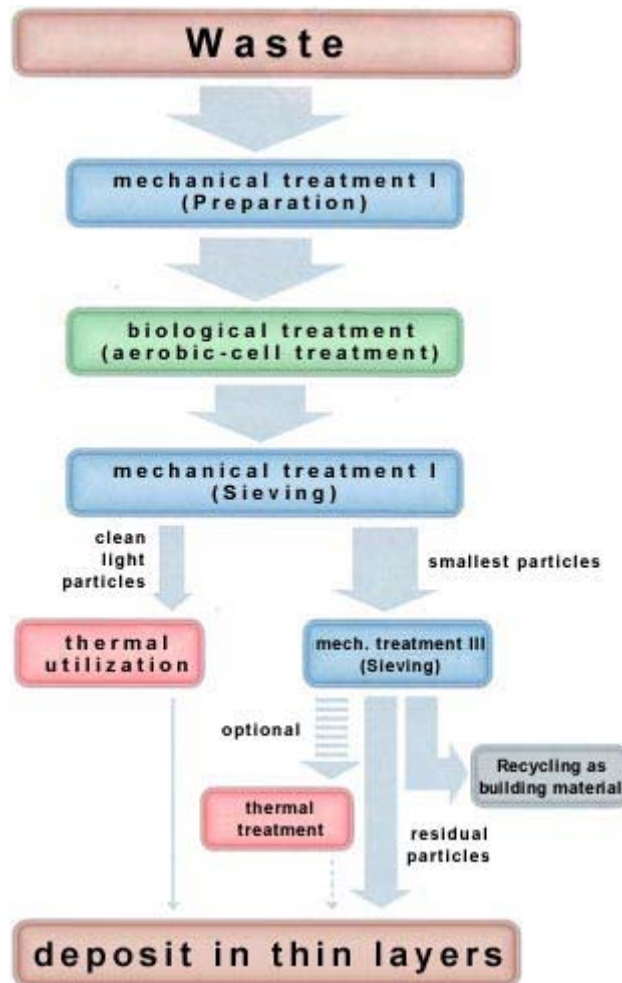 Waste
mechanical treatment I
(Preparation)
biological treatment
(aerobic-cell treatment)
mechanical treatment I
(Sieving)
clean
light
particles
smallest particles
thermal
utilization
mech. treatment III
(Sieving)
optional
Recycling as
building material
thermal
treatment
residual
particles
deposit in thin layers